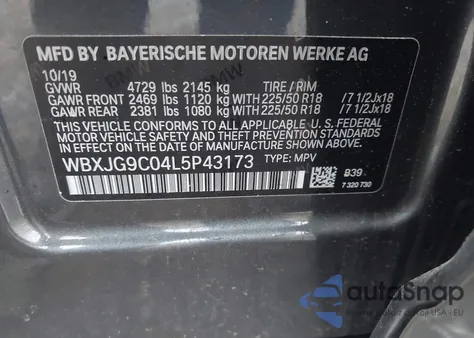 MFD BY BAYERISCHE MOTOREN WERKE AG
10/19
GVWR 4729 lbs 2145 kg TIRE / RIM
GAWR FRONT 2469 lbs 1120 kg WITH 225/50 R18 /7 1/2Jx18
GAWR REAR 2381 lbs 1080 kg WITH 225/50 R18 /7 1/2Jx18
THIS VEHICLE CONFORMS TO ALL APPLICABLE U. S. FEDERAL
MOTOR VEHICLE SAFETY, BUMPER, AND THEFT PREVENTION
STANDARDS IN EFFECT ON THE DATE OF MANUFACTURE
SHOWN ABOVE.
WBXJG9C04L5P43173 TYPE: MPV
B39
7 320 730
autoSnap
USA I EU